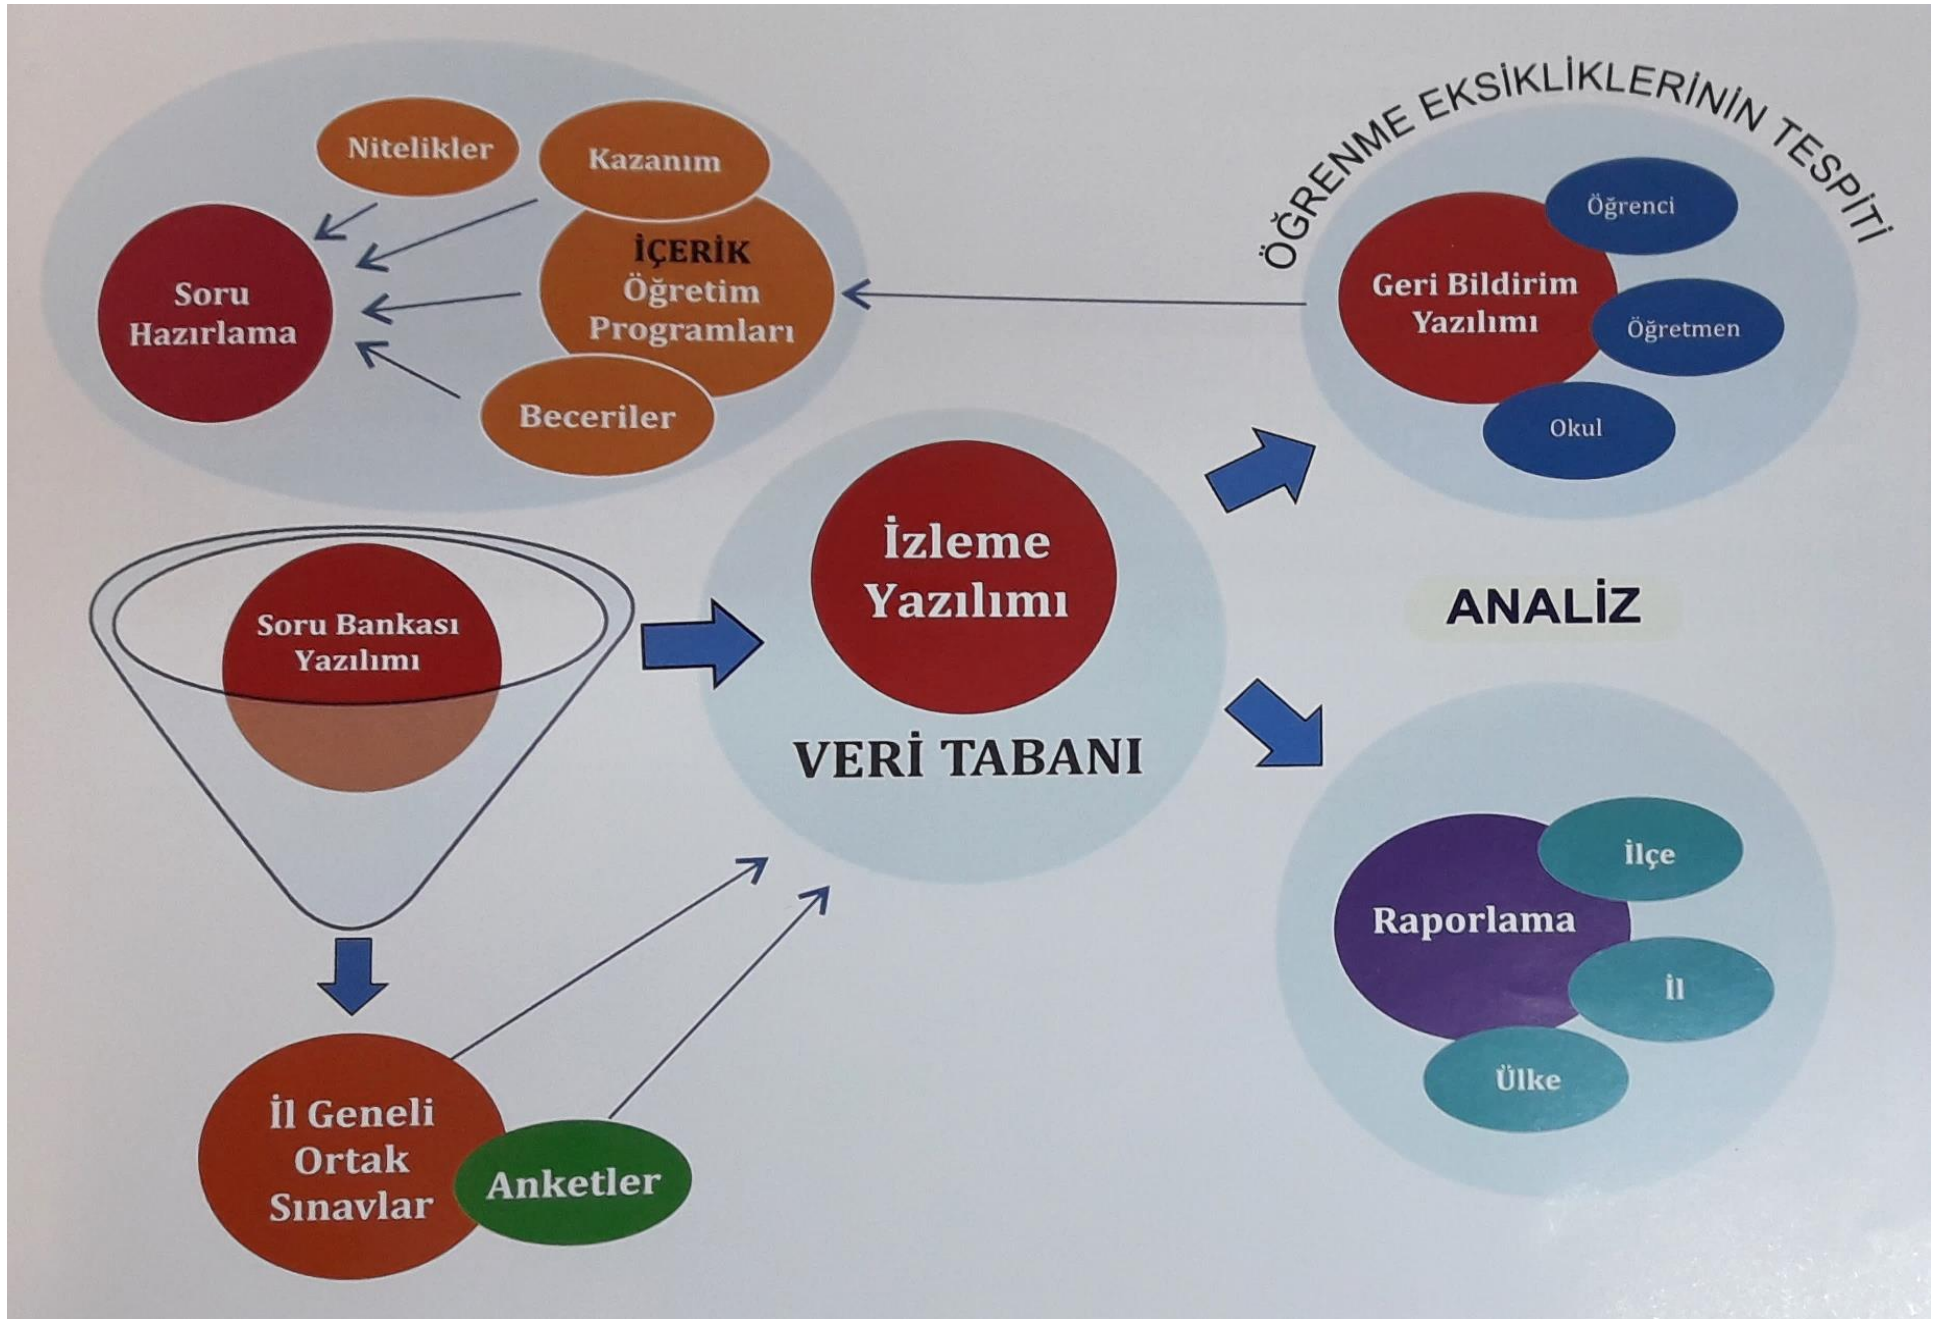 Nitelikler
Kazanım
İÇERİK
Öğretim
Programları
Beceriler
Soru
Hazırlama
ÖĞRENME EKSİKLİKLERİNİN TESPİTİ
Geri Bildirim
Yazılımı
Öğrenci
Öğretmen
Okul
Soru Bankası
Yazılımı
İzleme
Yazılımı
VERİ TABANI
ANALİZ
Raporlama
İlçe
İl
Ülke
İl Geneli
Ortak
Sınavlar
Anketler